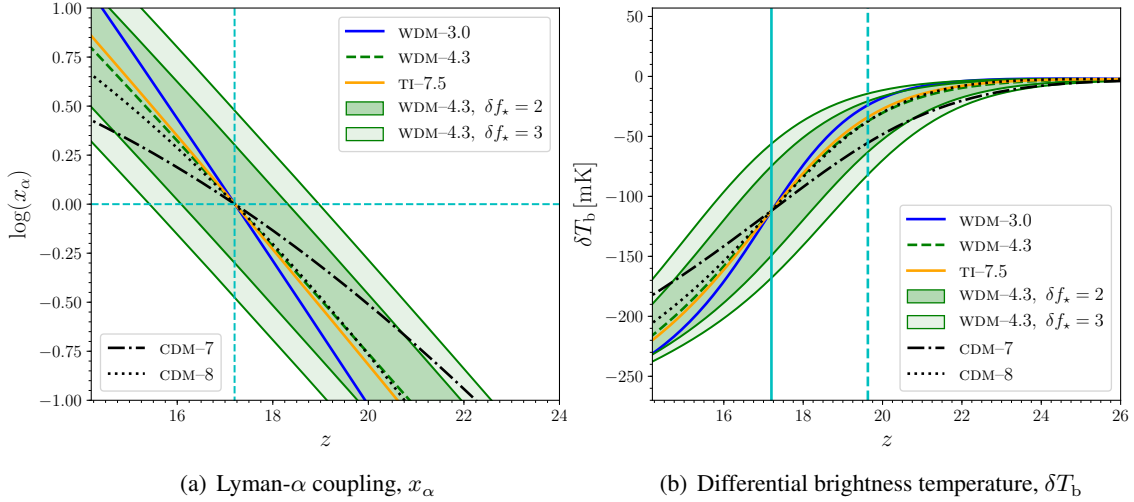 1.00
0.75
0.50
0.25
0.00
−0.25
−0.50
−0.75
−1.00
log(xα)
WDM–3.0
WDM–4.3
TI–7.5
WDM–4.3, δf⋆ = 2
WDM–4.3, δf⋆ = 3
CDM–7
CDM–8
16 18 20 22 24
z
(a) Lyman-α coupling, xα
50
0
−50
−100
−150
−200
−250
δTb [mK]
WDM–3.0
WDM–4.3
TI–7.5
WDM–4.3, δf⋆ = 2
WDM–4.3, δf⋆ = 3
CDM–7
CDM–8
16 18 20 22 24 26
z
(b) Differential brightness temperature, δTb